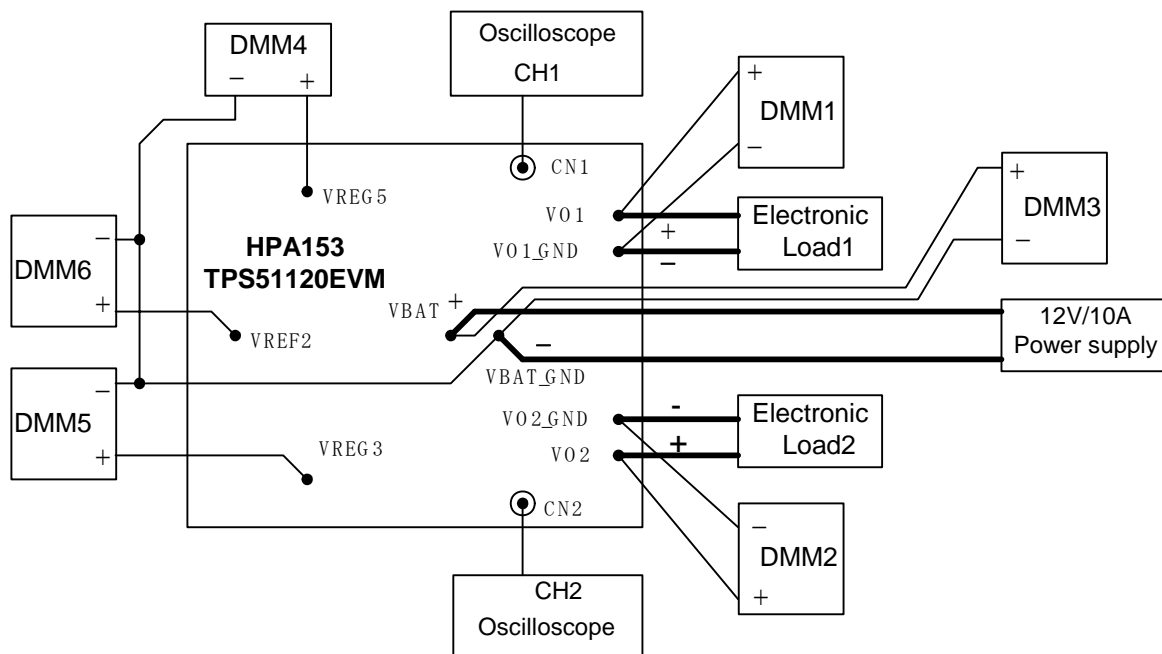 DMM4
− +
Oscilloscope
CH1
+
DMM1
−
CN1
VREG5
VO1
+
Electronic
Load1
VO1_GND
−
+
DMM3
−
HPA153
TPS51120EVM
−
DMM6
+
VBAT
+
12V/10A
Power supply
VREF2
−
VBAT_GND
−
DMM5
+
VO2_GND
-
Electronic
Load2
VO2
+
VREG3
CN2
−
DMM2
+
CH2
Oscilloscope